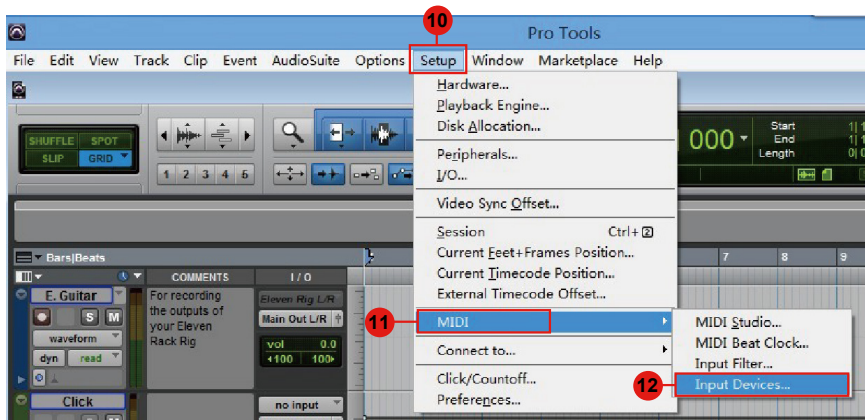 10
Pro Tools
File Edit View Track Clip Event AudioSuite Options Setup Window Marketplace Help
Hardware...
Playback Engine...
Disk Allocation...
Peripherals...
I/O...
Video Sync Offset...
Session Ctrl+2
Current Feet+Frames Position...
Current Timecode Position...
External Timecode Offset...
11
MIDI
Connect to...
Click/Countoff...
Preferences...
MIDI Studio...
MIDI Beat Clock...
Input Filter...
12
Input Devices...
SHUFFLE SPOT
SLIP GRID
1 2 3 4 5
000
Start
End
Length
Bars|Beats
7 8 9
COMMENTS I / O
E. Guitar
For recording
the outputs of
your Eleven
Rack Rig
S M
waveform
dyn read
Eleven Rig L/R
Main Out L/R
vol 0.0
100 100
Click
no input